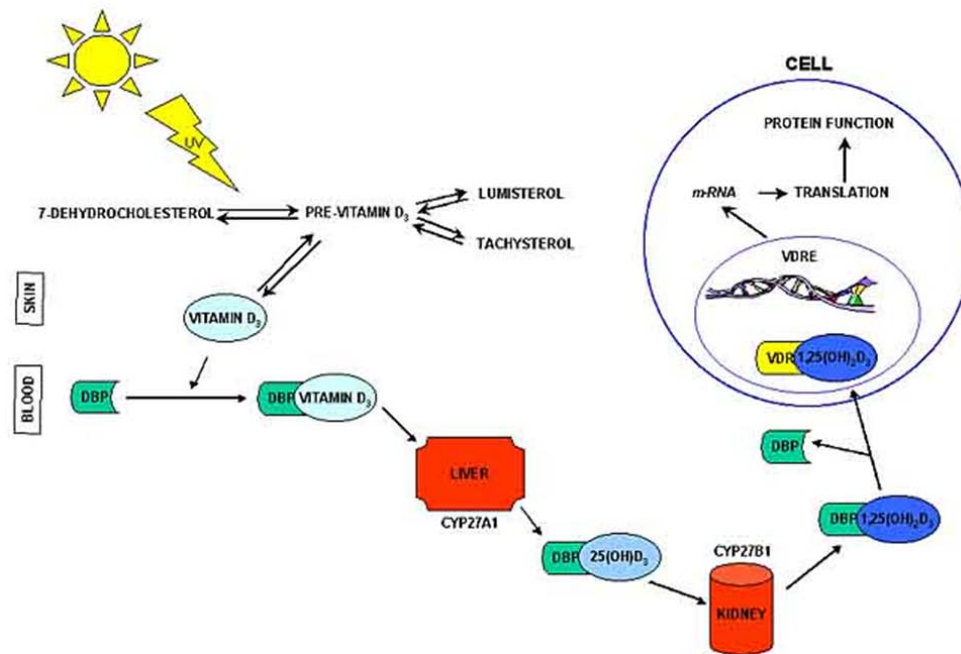 UV
7-DEHYDROCHOLESTEROL
PRE-VITAMIN D₃
LUMISTEROL
TACHYSTEROL
SKIN
VITAMIN D₃
BLOOD
DBP
DBP VITAMIN D₃
LIVER
CYP27A1
DBP 25(OH)D₃
CYP27B1
KIDNEY
DBP 1,25(OH)₂D₃
DBP
CELL
PROTEIN FUNCTION
m-RNA
TRANSLATION
VDRE
VDR 1,25(OH)₂D₃